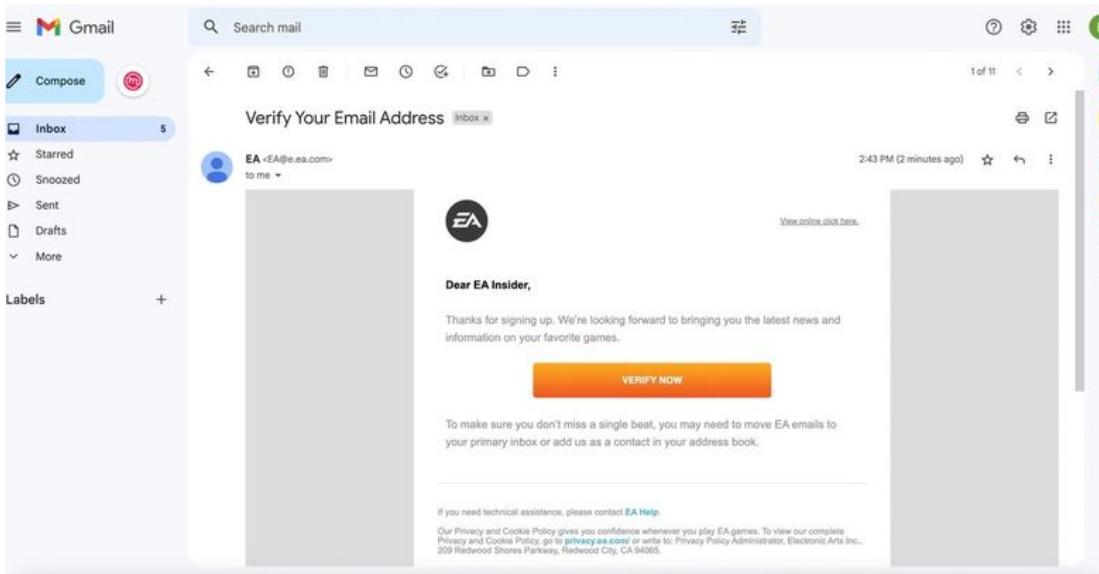 Gmail
Search mail
Compose
1 of 11
Inbox 5
Starred
Snoozed
Sent
Drafts
More
Labels
Verify Your Email Address Inbox x
EA <EA@e.ea.com>
to me
2:43 PM (2 minutes ago)
EA
View online click here.
Dear EA Insider,
Thanks for signing up. We're looking forward to bringing you the latest news and
information on your favorite games.
VERIFY NOW
To make sure you don't miss a single beat, you may need to move EA emails to
your primary inbox or add us as a contact in your address book.
If you need technical assistance, please contact EA Help.
Our Privacy and Cookie Policy gives you confidence whenever you play EA games. To view our complete
Privacy and Cookie Policy, go to privacy.ea.com/ or write to: Privacy Policy Administrator, Electronic Arts Inc.,
209 Redwood Shores Parkway, Redwood City, CA 94065.